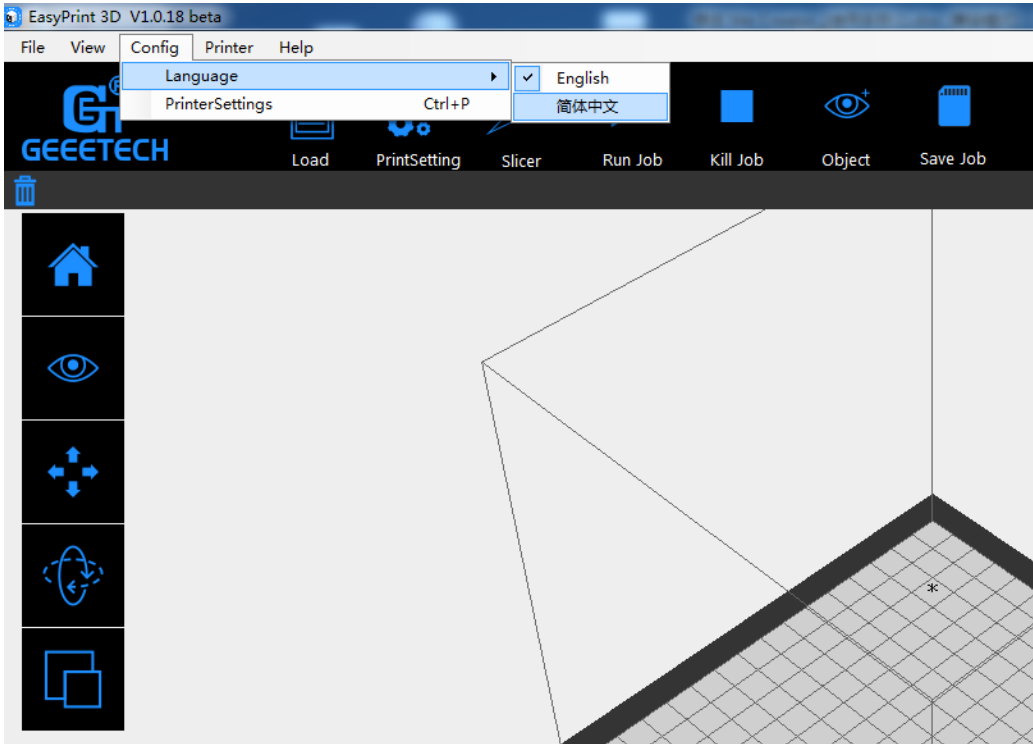 EasyPrint 3D V1.0.18 beta
File View Config Printer Help
Language
English
PrinterSettings Ctrl+P
简体中文
GEEETECH
Load PrintSetting Slicer Run Job Kill Job Object Save Job